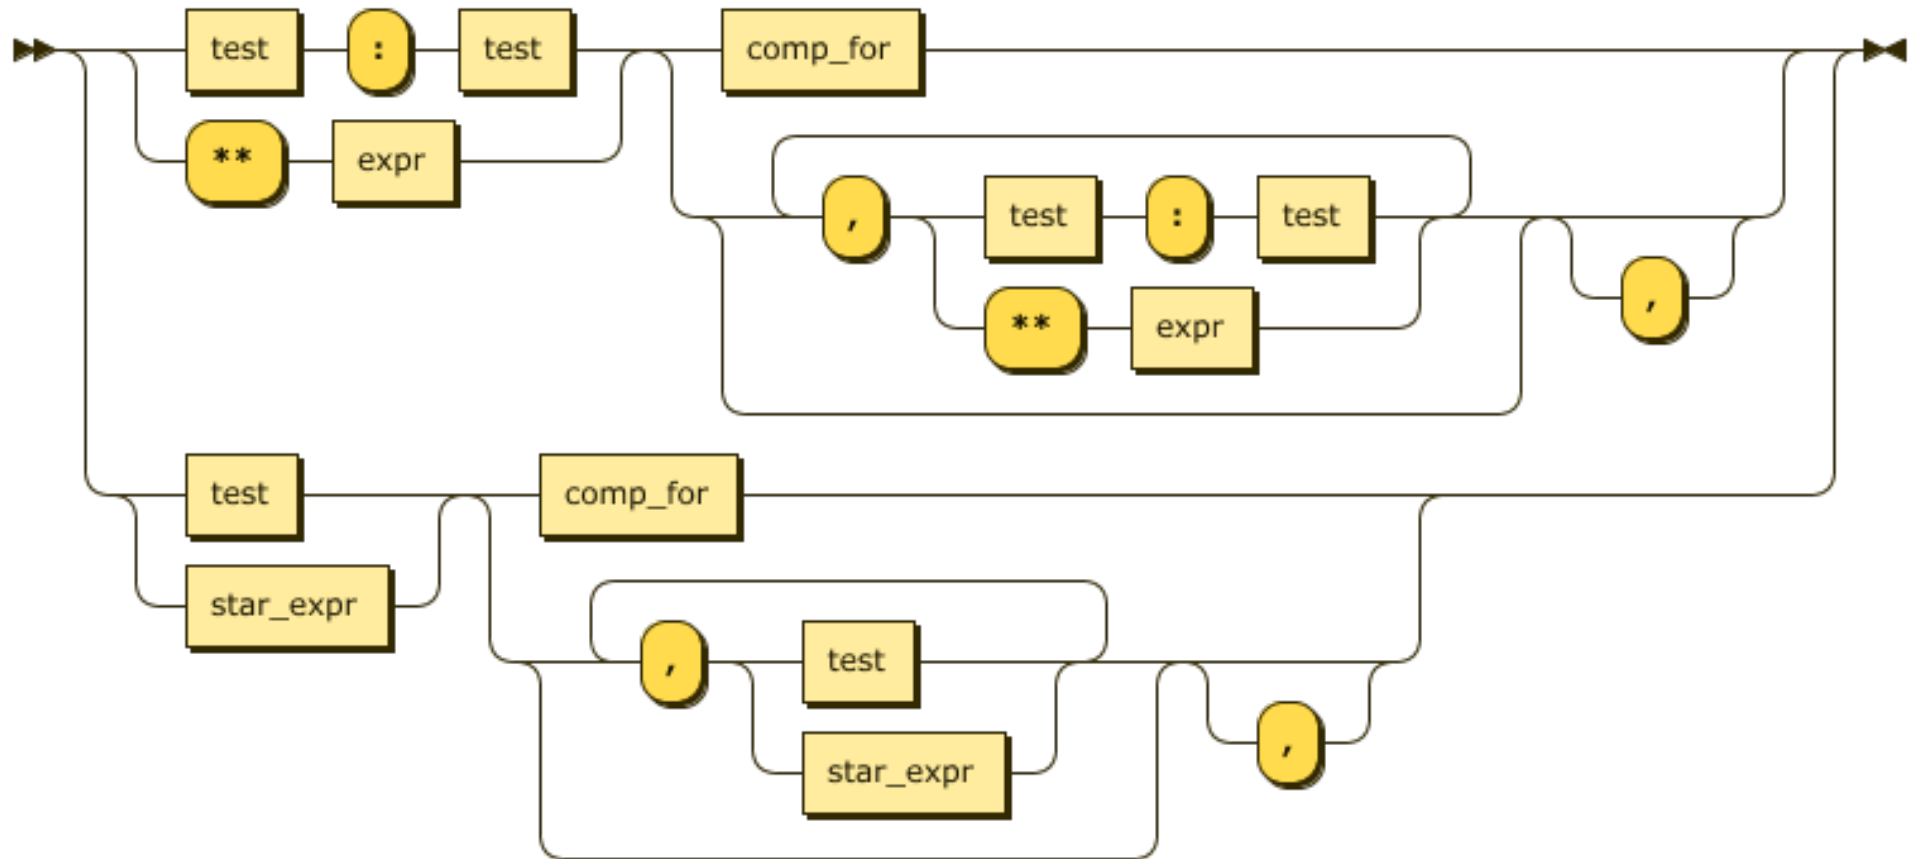 test : test comp_for
** expr
, test : test
** expr ,
test comp_for
star_expr
, test
star_expr ,